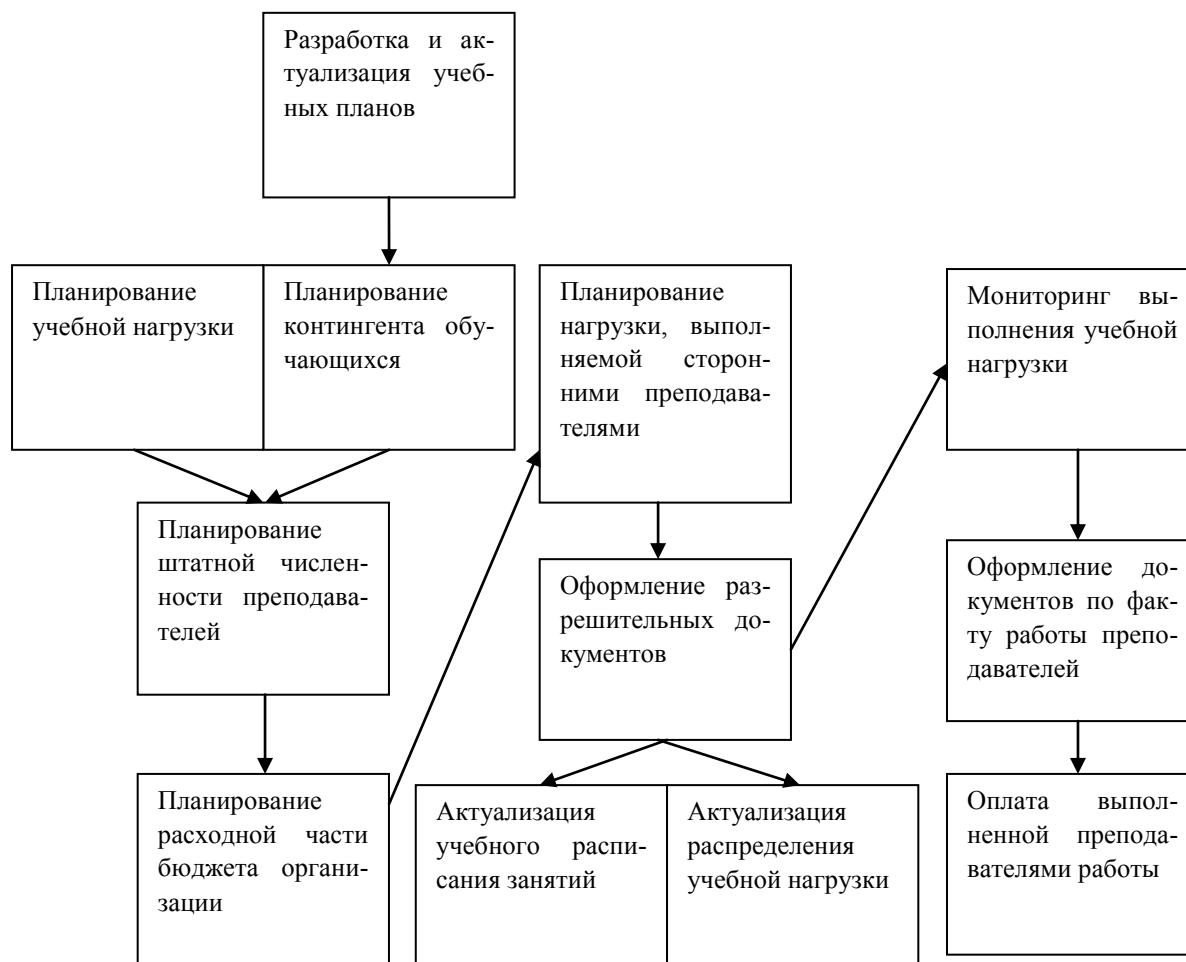 Разработка и ак-
туализация учеб-
ных планов
Планирование
учебной нагрузки
Планирование
контингента обу-
чающихся
Планирование
штатной числен-
ности преподава-
телей
Планирование
расходной части
бюджета органи-
зации
Планирование
нагрузки, выпол-
няемой сторон-
ними преподава-
телями
Оформление раз-
решительных до-
кументов
Актуализация
учебного распи-
сания занятий
Актуализация
распределения
учебной нагрузки
Мониторинг вы-
полнения учебной
нагрузки
Оформление до-
кументов по фак-
ту работы препо-
давателей
Оплата выпол-
ненной препода-
вателями работы